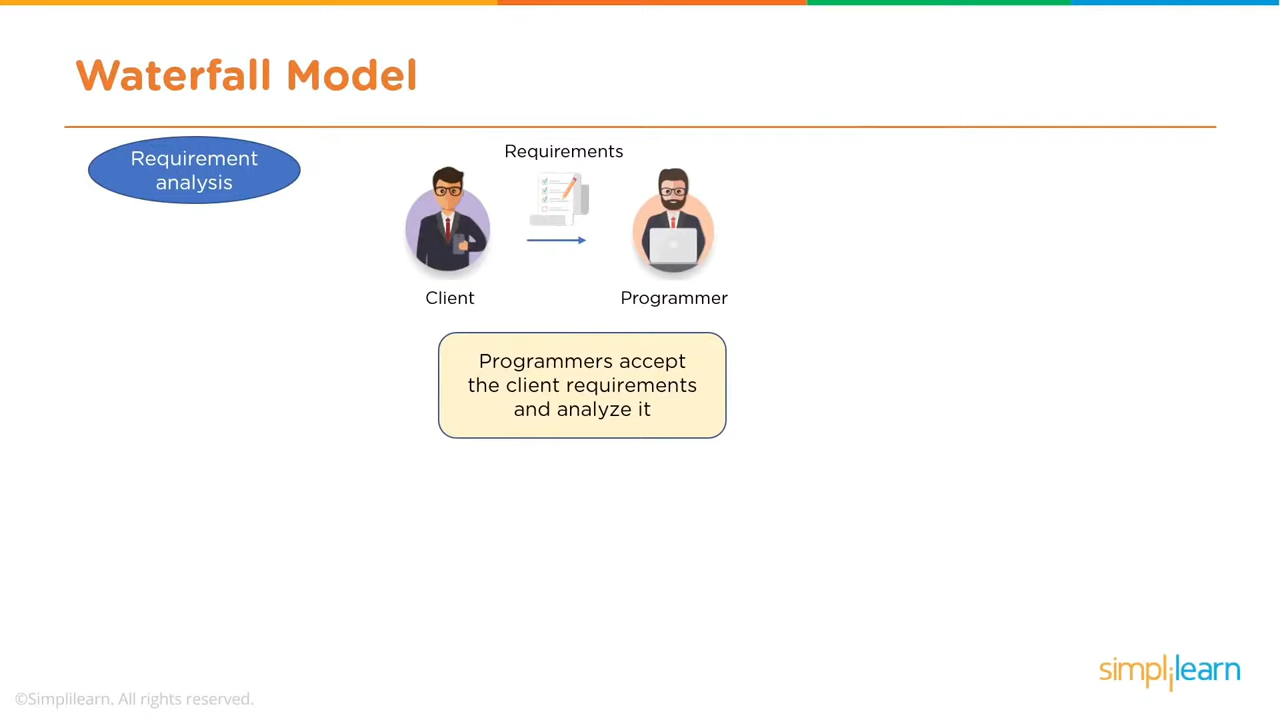 Waterfall Model
Requirement
analysis
Requirements
Client
Programmer
Programmers accept
the client requirements
and analyze it
simplilearn
©Simplilearn. All rights reserved.